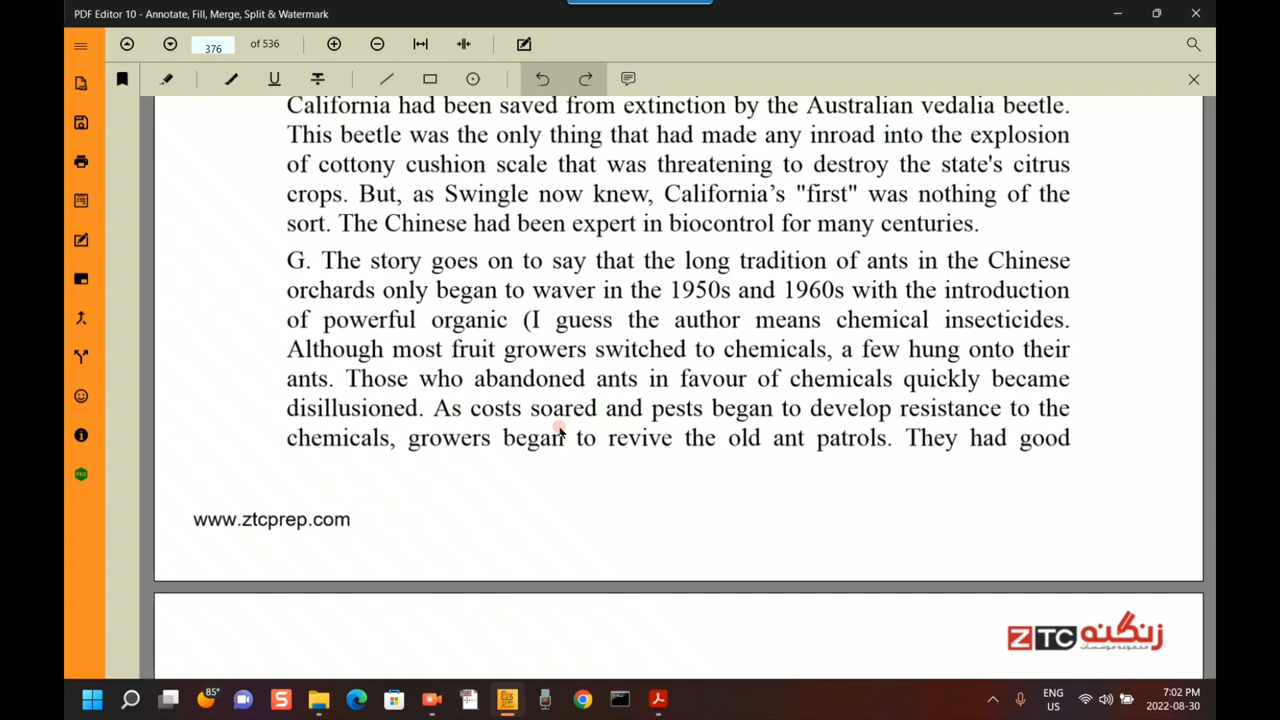 PDF Editor 10 - Annotate, Fill, Merge, Split & Watermark
376 of 536
California had been saved from extinction by the Australian vedalia beetle.
This beetle was the only thing that had made any inroad into the explosion
of cottony cushion scale that was threatening to destroy the state's citrus
crops. But, as Swingle now knew, California’s "first" was nothing of the
sort. The Chinese had been expert in biocontrol for many centuries.
G. The story goes on to say that the long tradition of ants in the Chinese
orchards only began to waver in the 1950s and 1960s with the introduction
of powerful organic (I guess the author means chemical insecticides.
Although most fruit growers switched to chemicals, a few hung onto their
ants. Those who abandoned ants in favour of chemicals quickly became
disillusioned. As costs soared and pests began to develop resistance to the
chemicals, growers began to revive the old ant patrols. They had good
www.ztcprep.com
ZTC زنگنه
مجموعه موسسات
PRO
85°
ENG
US
7:02 PM
2022-08-30